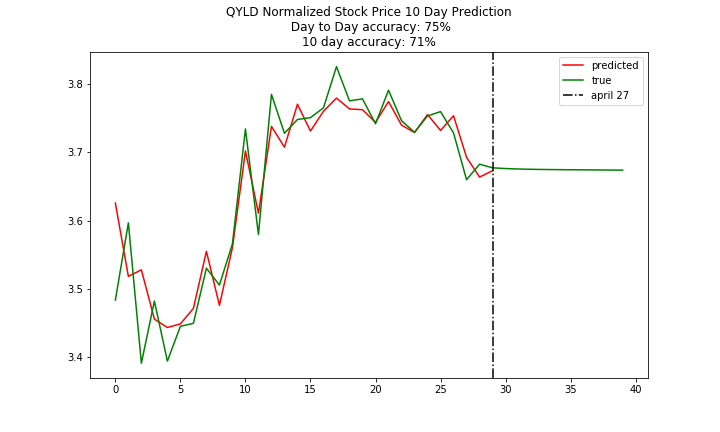 QYLD Normalized Stock Price 10 Day Prediction
Day to Day accuracy: 75%
10 day accuracy: 71%
predicted
true
april 27
3.8
3.7
3.6
3.5
3.4
0 5 10 15 20 25 30 35 40